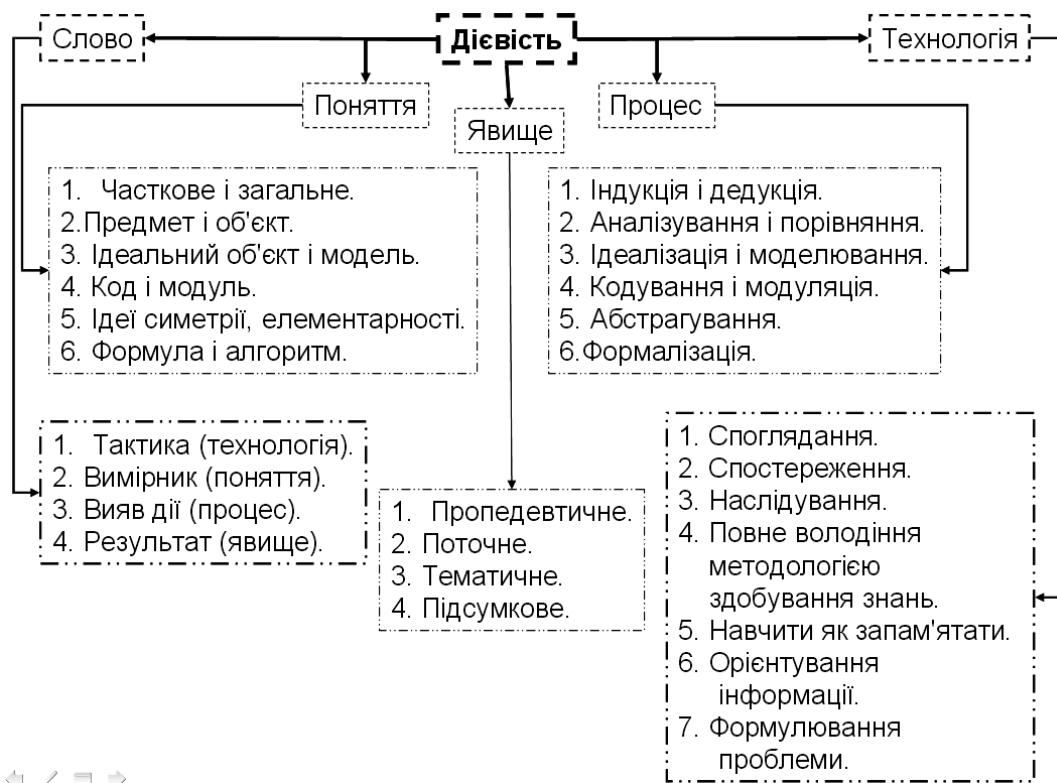 Слово
Дієвість
Технологія
Поняття
Процес
Явище
1. Часткове і загальне.
2.Предмет і об'єкт.
3. Ідеальний об'єкт і модель.
4. Код і модуль.
5. Ідеї симетрії, елементарності.
6. Формула і алгоритм.
1. Індукція і дедукція.
2. Аналізування і порівняння.
3. Ідеалізація і моделювання.
4. Кодування і модуляція.
5. Абстрагування.
6.Формалізація.
1. Тактика (технологія).
2. Вимірник (поняття).
3. Вияв дії (процес).
4. Результат (явище).
1. Пропедевтичне.
2. Поточне.
3. Тематичне.
4. Підсумкове.
1. Споглядання.
2. Спостереження.
3. Наслідування.
4. Повне володіння
методологією
здобування знань.
5. Навчити як запам'ятати.
6. Орієнтування
інформації.
7. Формулювання
проблеми.